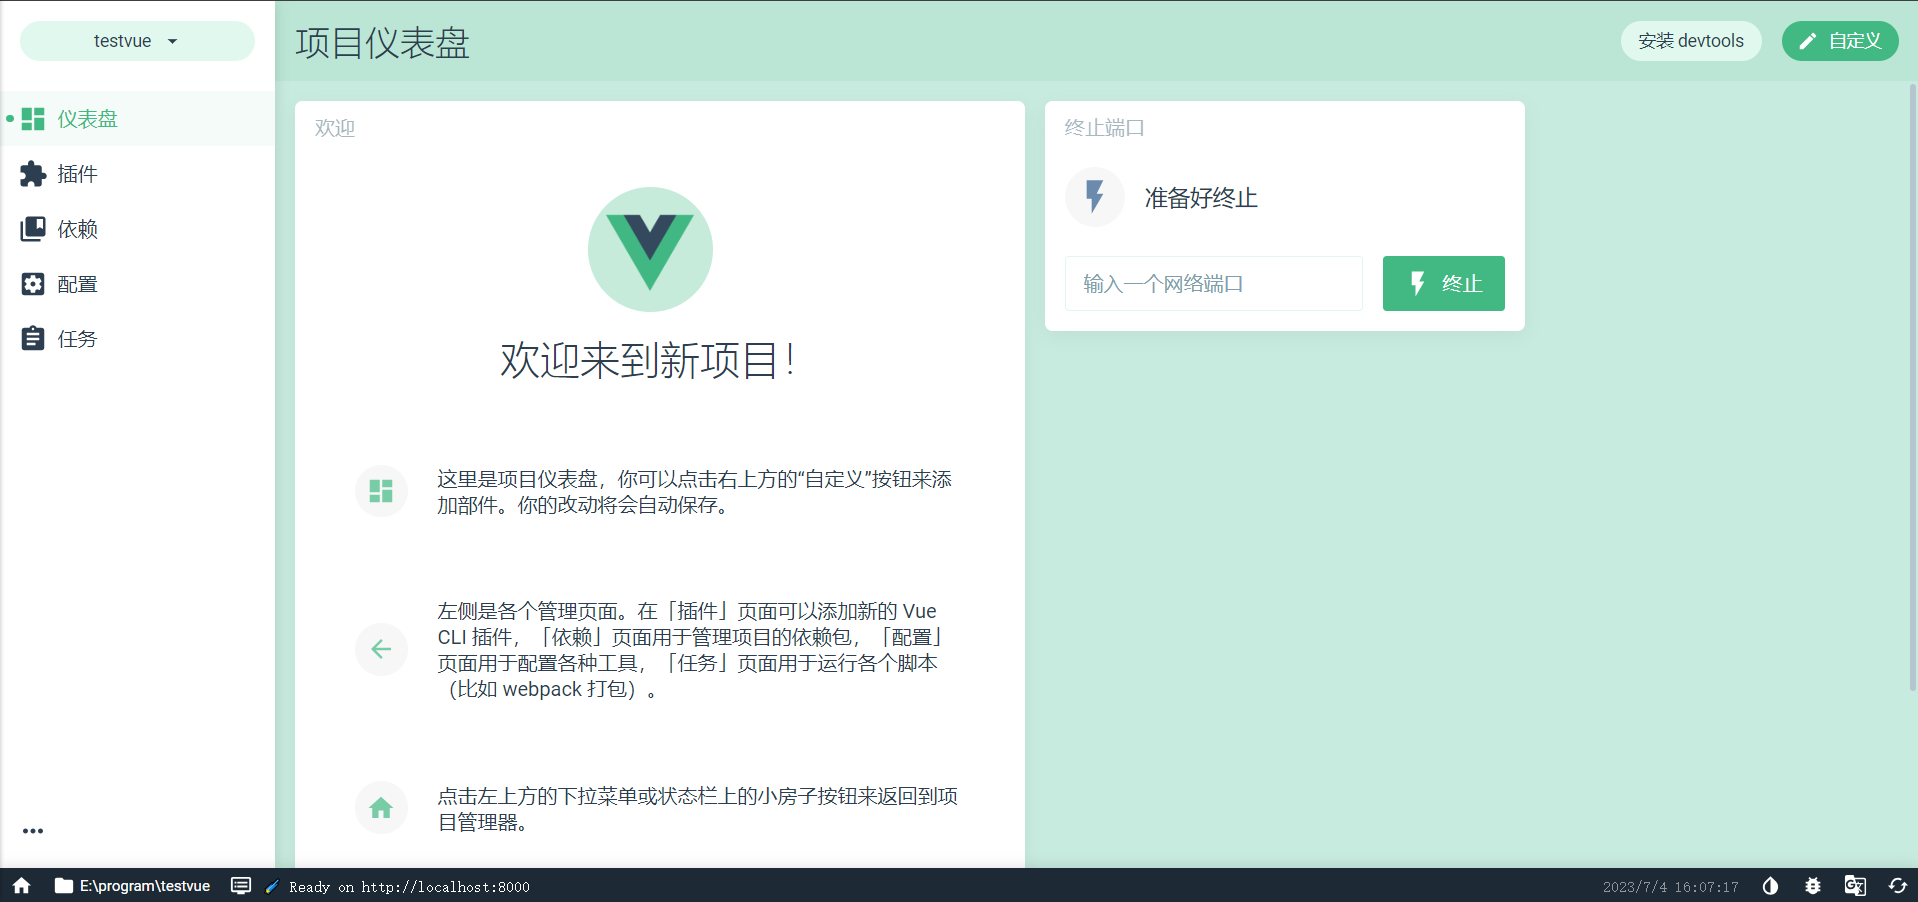 testvue
项目仪表盘
安装 devtools
自定义
仪表盘
插件
依赖
配置
任务
欢迎
欢迎来到新项目！
这里是项目仪表盘，你可以点击右上方的“自定义”按钮来添
加部件。你的改动将会自动保存。
左侧是各个管理页面。在「插件」页面可以添加新的 Vue
CLI 插件，「依赖」页面用于管理项目的依赖包，「配置」
页面用于配置各种工具，「任务」页面用于运行各个脚本
（比如 webpack 打包）。
点击左上方的下拉菜单或状态栏上的小房子按钮来返回到项
目管理器。
终止端口
准备好终止
输入一个网络端口
终止
E:\program\testvue
Ready on http://localhost:8000
2023/7/4 16:07:17